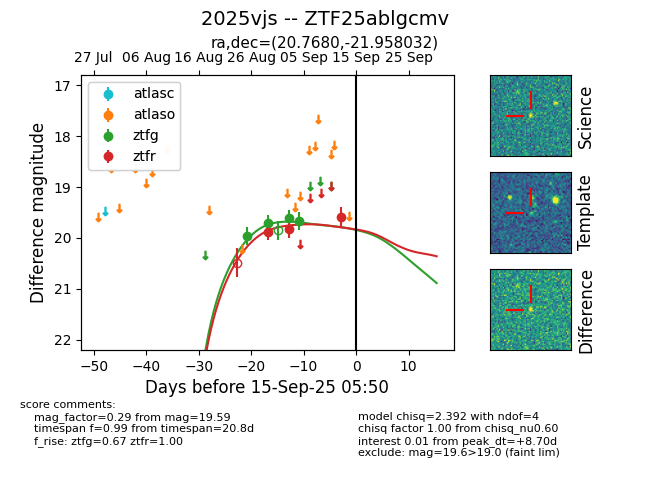 2025vjs -- ZTF25ablgcmv
ra,dec=(20.7680,-21.958032)
27 Jul 06 Aug 16 Aug 26 Aug 05 Sep 15 Sep 25 Sep
atlasc
atlaso
ztfg
ztfr
17
18
19
20
21
22
Difference magnitude
−50 −40 −30 −20 −10 0 10
Days before 15-Sep-25 05:50
Science
Template
Difference
score comments:
mag_factor=0.29 from mag=19.59
timespan f=0.99 from timespan=20.8d
f_rise: ztfg=0.67 ztfr=1.00
model chisq=2.392 with ndof=4
chisq factor 1.00 from chisq_nu0.60
interest 0.01 from peak_dt=+8.70d
exclude: mag=19.6>19.0 (faint lim)